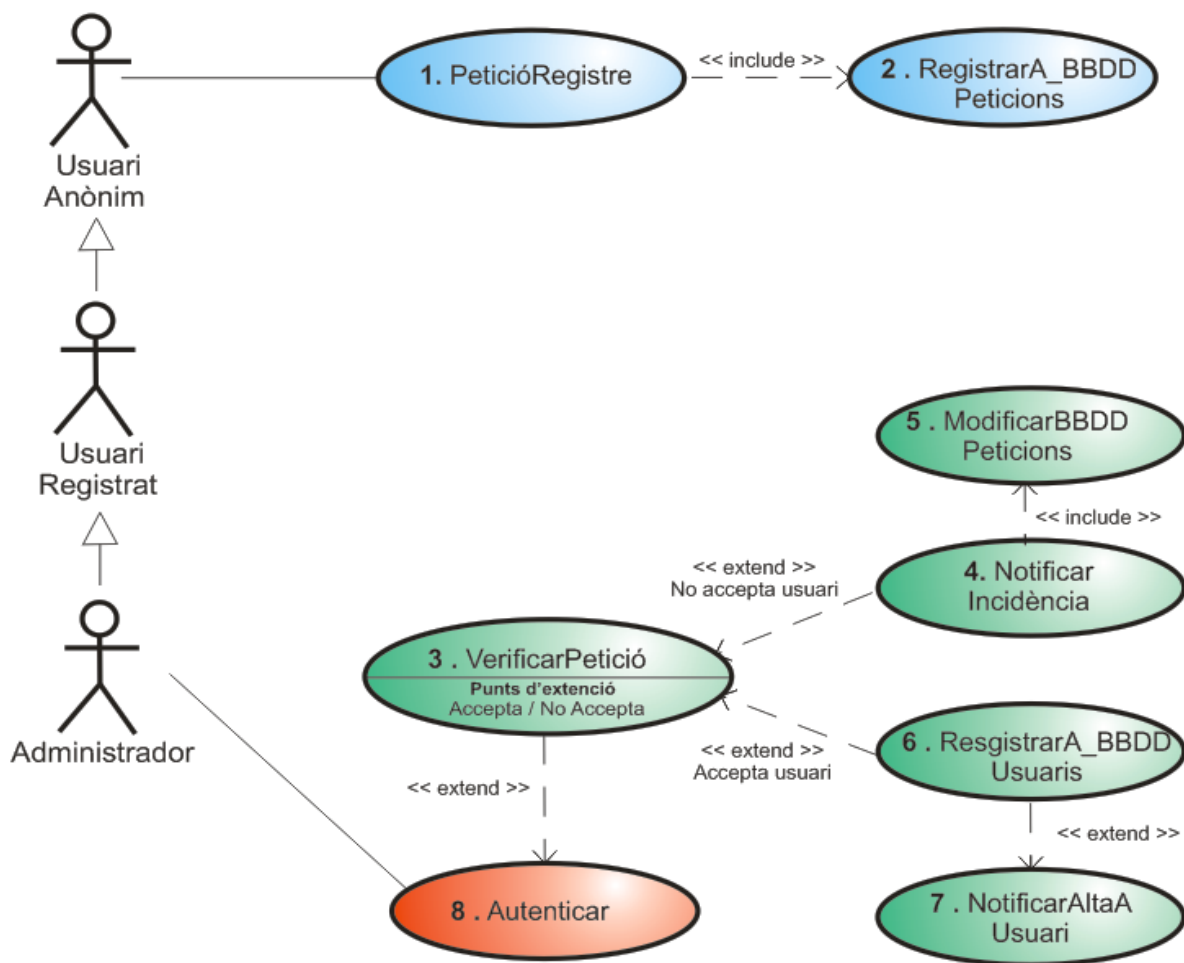 1. PeticióRegistre
<< include >>
2 . RegistrarA_BBDD
Peticions
Usuari
Anònim
Usuari
Registrat
5 . ModificarBBDD
Peticions
<< include >>
4. Notificar
Incidència
<< extend >>
No accepta usuari
3 . VerificarPetició
Punts d'extenció
Accepta / No Accepta
Administrador
<< extend >>
Accepta usuari
6 . ResgistrarA_BBDD
Usuaris
<< extend >>
<< extend >>
8 . Autenticar
7 . NotificarAltaA
Usuari